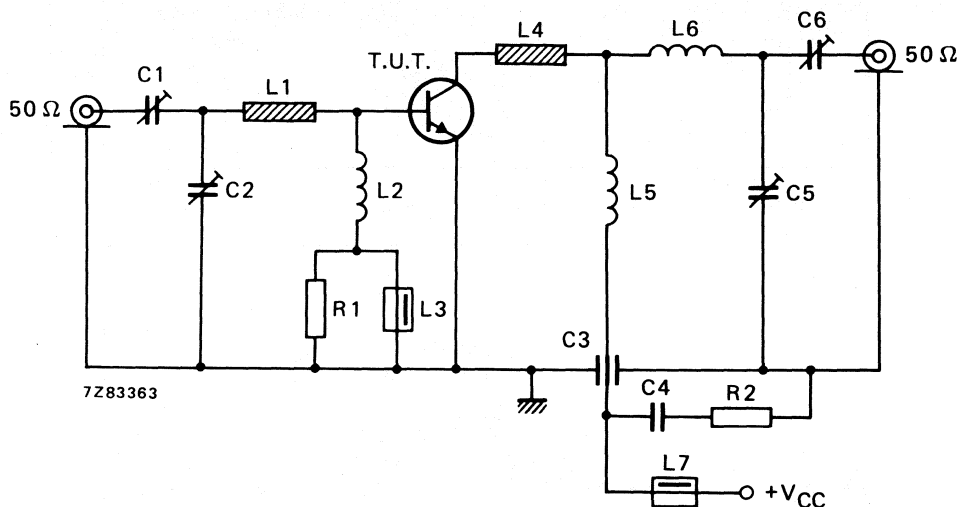 C6
L4
L6
50 Ω
T.U.T.
C1
50 Ω
L1
L2
C2
L5
C5
R1
L3
C3
7Z83363
C4
R2
L7
+VCC